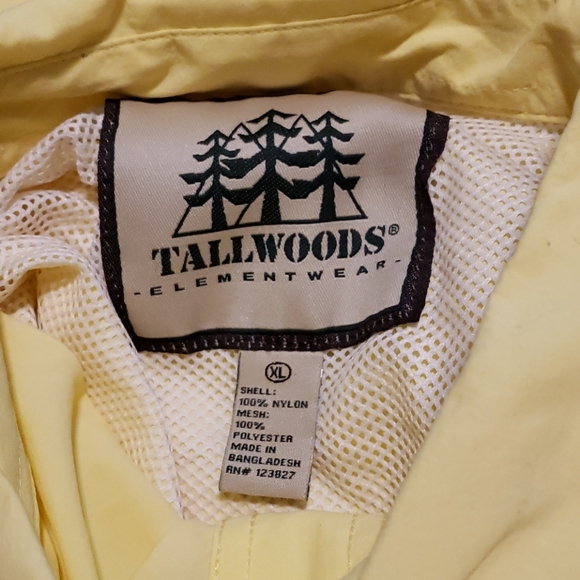 TALLWOODS®
-ELEMENTWEAR-
XL
SHELL:
100% NYLON
MESH:
100%
POLYESTER
MADE IN
BANGLADESH
RN# 123827